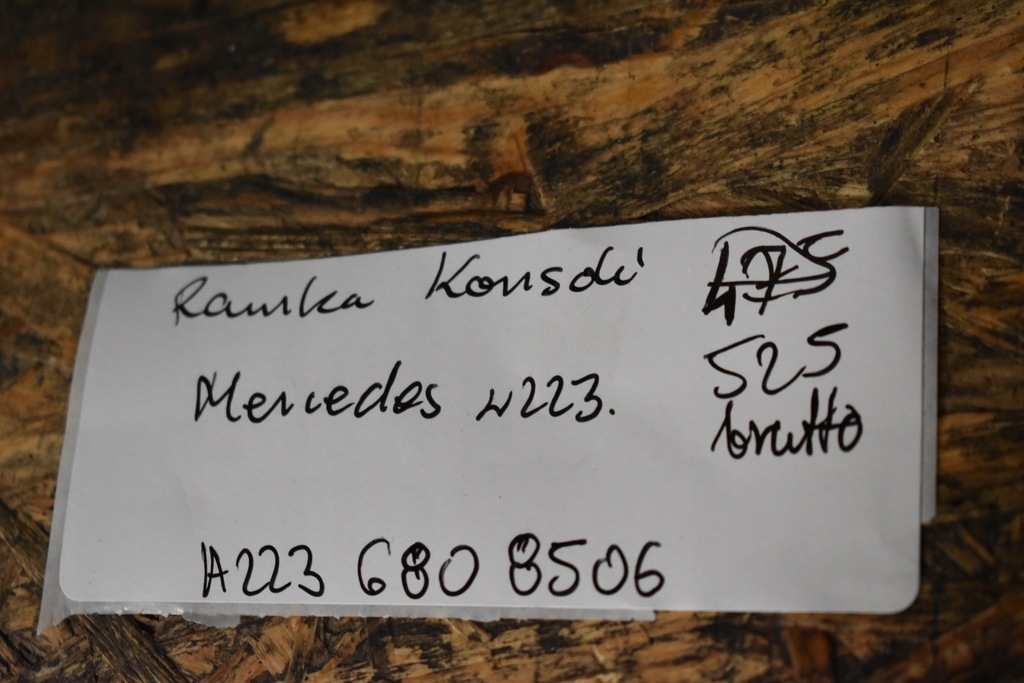 Ramka Konsoli 475
Mercedes w223. 525
brutto
A223 680 8506